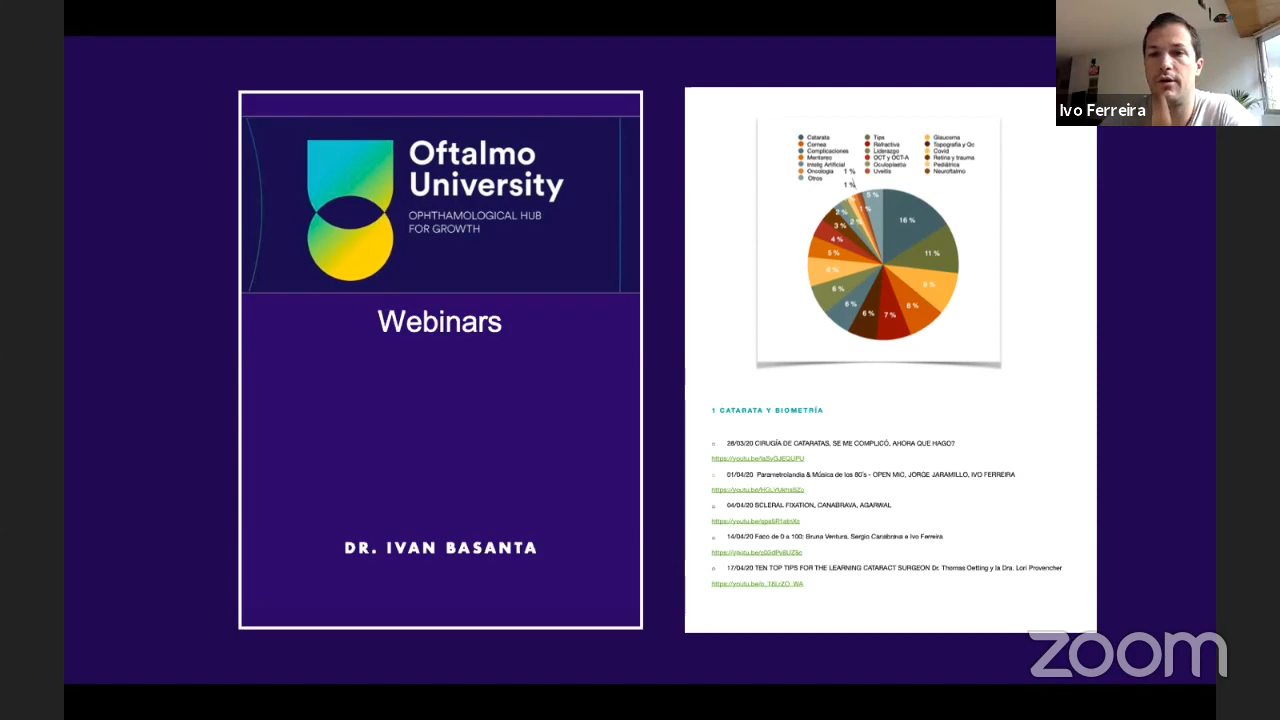 Oftalmo
University
OPHTHAMOLOGICAL HUB
FOR GROWTH
Webinars
DR. IVAN BASANTA
Catarata
Cornea
Complicaciones
Mentoreo
Intelig Artificial
Oncologia
Otros
Tips
Refractiva
Liderazgo
OCT y OCT-A
Oculoplastia
Uveitis
Glaucoma
Topografia y Qc
Covid
Retina y trauma
Pediátrica
Neuroftalmo
1 %
1 %
5 %
16 %
11 %
8 %
7 %
6 %
6 %
6 %
5 %
4 %
3 %
2 %
2 %
1 %
1 CATARATA Y BIOMETRÍA
28/03/20 CIRUGÍA DE CATARATAS, SE ME COMPLICÓ, AHORA QUE HAGO?
01/04/20 Parametrolandia & Música de los 80's - OPEN MIC, JORGE JARAMILLO, IVO FERREIRA
04/04/20 SCLERAL FIXATION, CANABRAVA, AGARWAL
14/04/20 Faco de 0 a 100: Bruna Ventura, Sergio Canabrava e Ivo Ferreira
17/04/20 TEN TOP TIPS FOR THE LEARNING CATARACT SURGEON Dr. Thomas Oetting y la Dra. Lori Provencher
Ivo Ferreira
zoom